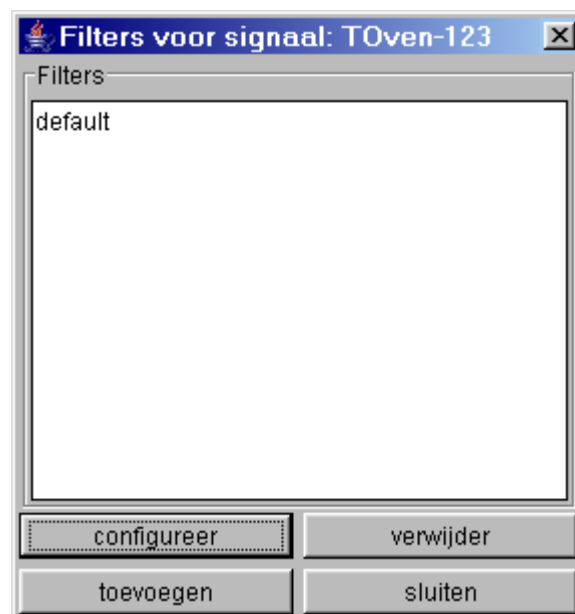 Filters voor signaal: TOven-123
Filters
default
configureer
verwijder
toevoegen
sluiten